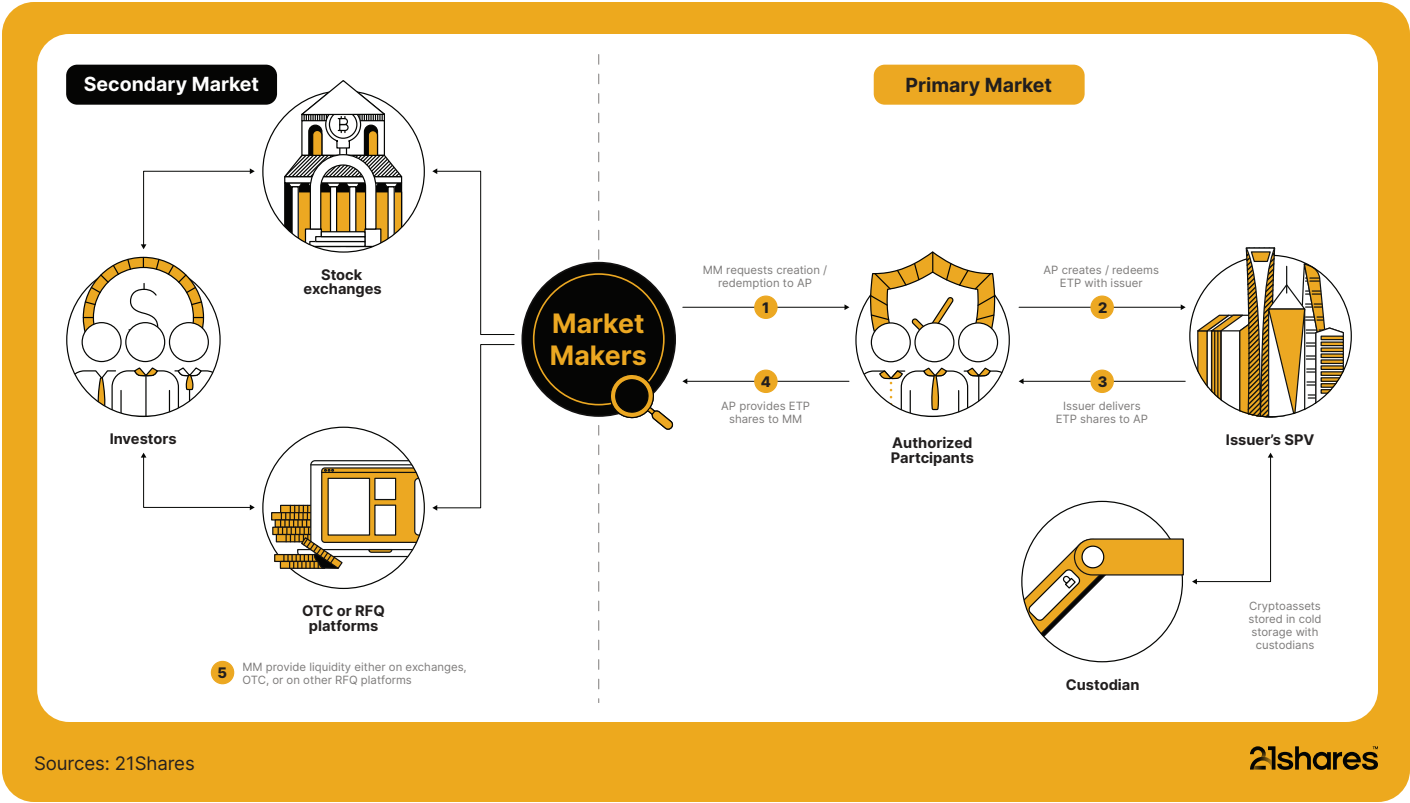 Secondary Market
Primary Market
Stock
exchanges
Investors
OTC or RFQ
platforms
5
MM provide liquidity either on exchanges,
OTC, or on other RFQ platforms
Market
Makers
MM requests creation /
redemption to AP
1
4
AP provides ETP
shares to MM
Authorized
Partcipants
AP creates / redeems
ETP with issuer
2
3
Issuer delivers
ETP shares to AP
Issuer's SPV
Cryptoassets
stored in cold
storage with
custodians
Custodian
Sources: 21Shares
21shares™